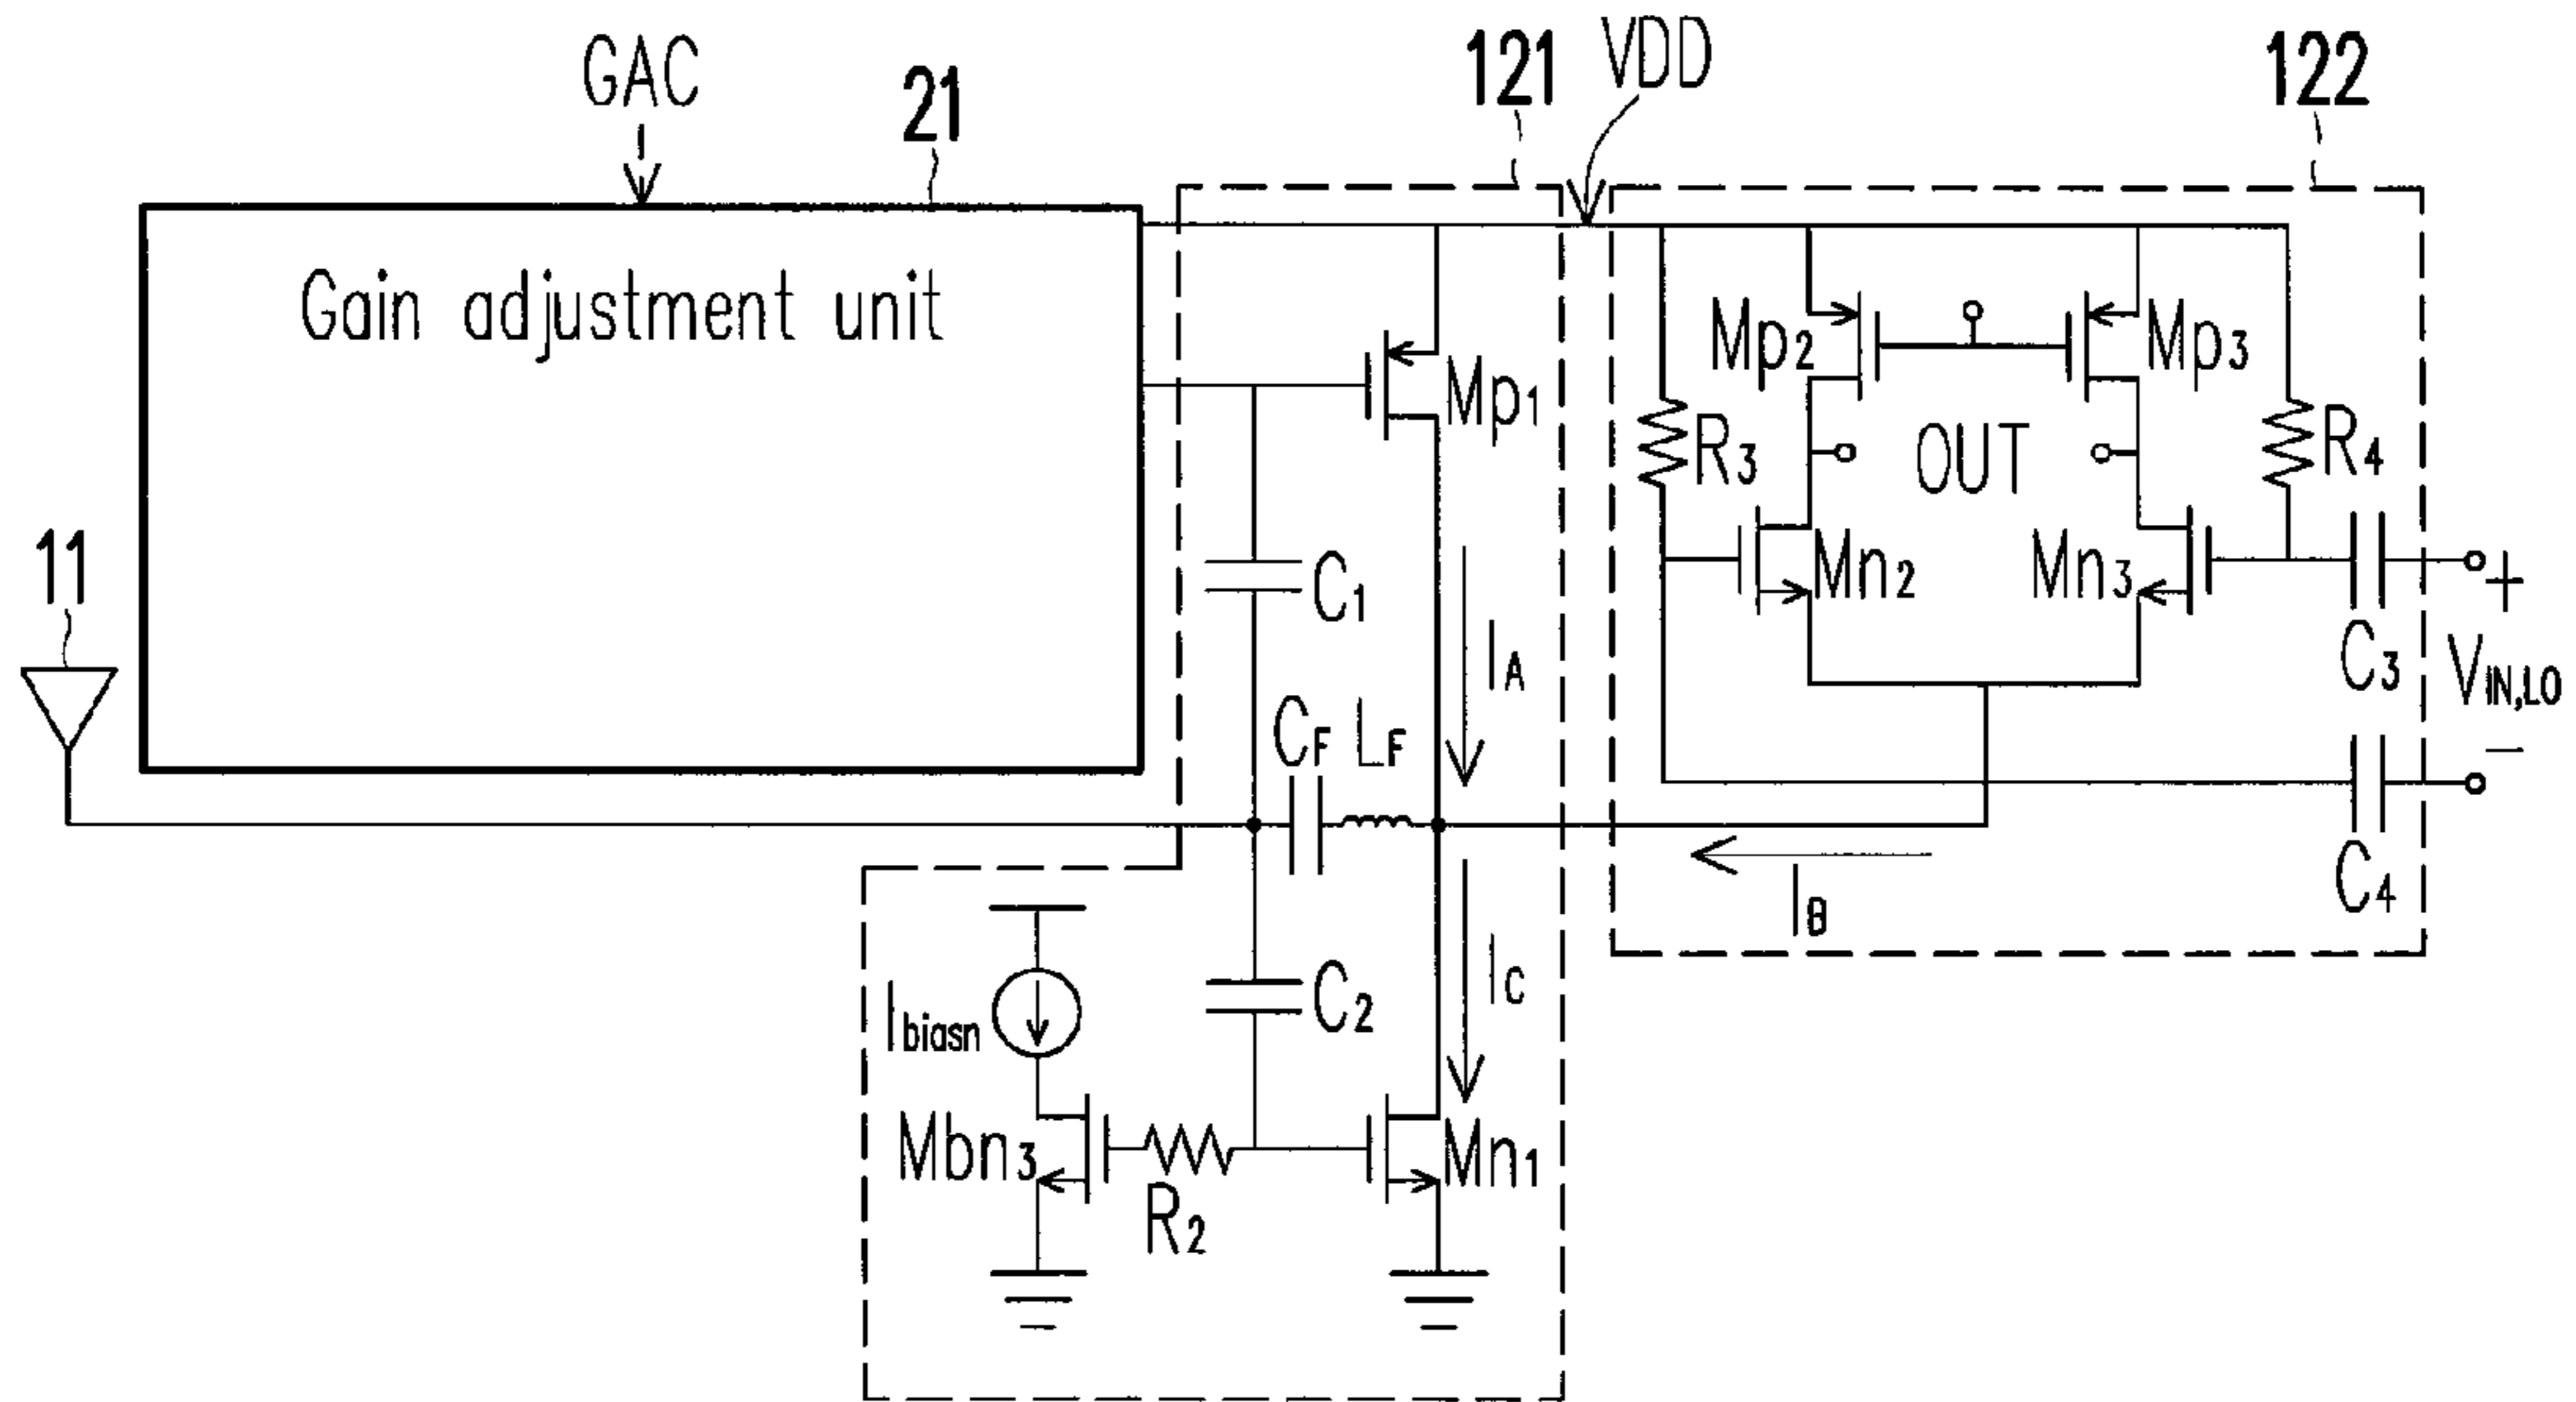 GAC
21
121
VDD
122
Gain adjustment unit
Mp1
Mp2
Mp3
R3
OUT
R4
11
C1
Mn2
Mn3
+
IA
C3
VIN,LO
CF
LF
-
IB
C4
Ibiasn
C2
IC
Mbn3
R2
Mn1